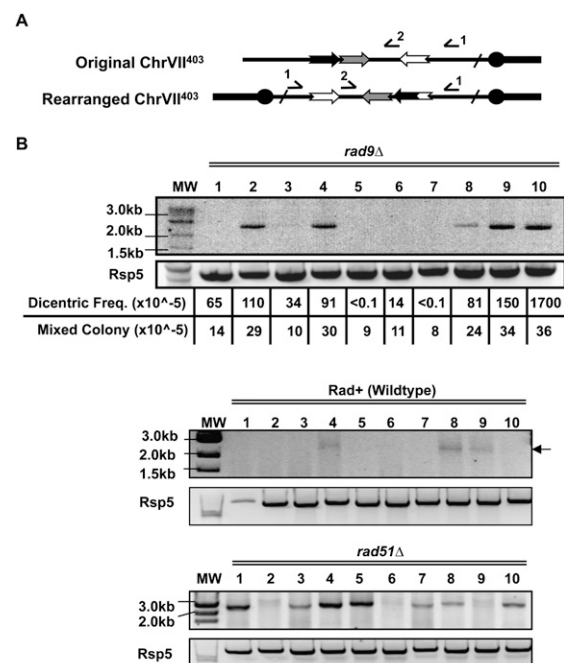 A
Original ChrVII⁴⁰³ 2 1
Rearranged ChrVII⁴⁰³ 1 2 1
B
rad9Δ
MW 1 2 3 4 5 6 7 8 9 10
3.0kb
2.0kb
1.5kb
Rsp5
Dicentric Freq. (x10^-5) 65 110 34 91 <0.1 14 <0.1 81 150 1700
Mixed Colony (x10^-5) 14 29 10 30 9 11 8 24 34 36
Rad+ (Wildtype)
MW 1 2 3 4 5 6 7 8 9 10
3.0kb
2.0kb
1.5kb
Rsp5
rad51Δ
MW 1 2 3 4 5 6 7 8 9 10
3.0kb
2.0kb
Rsp5